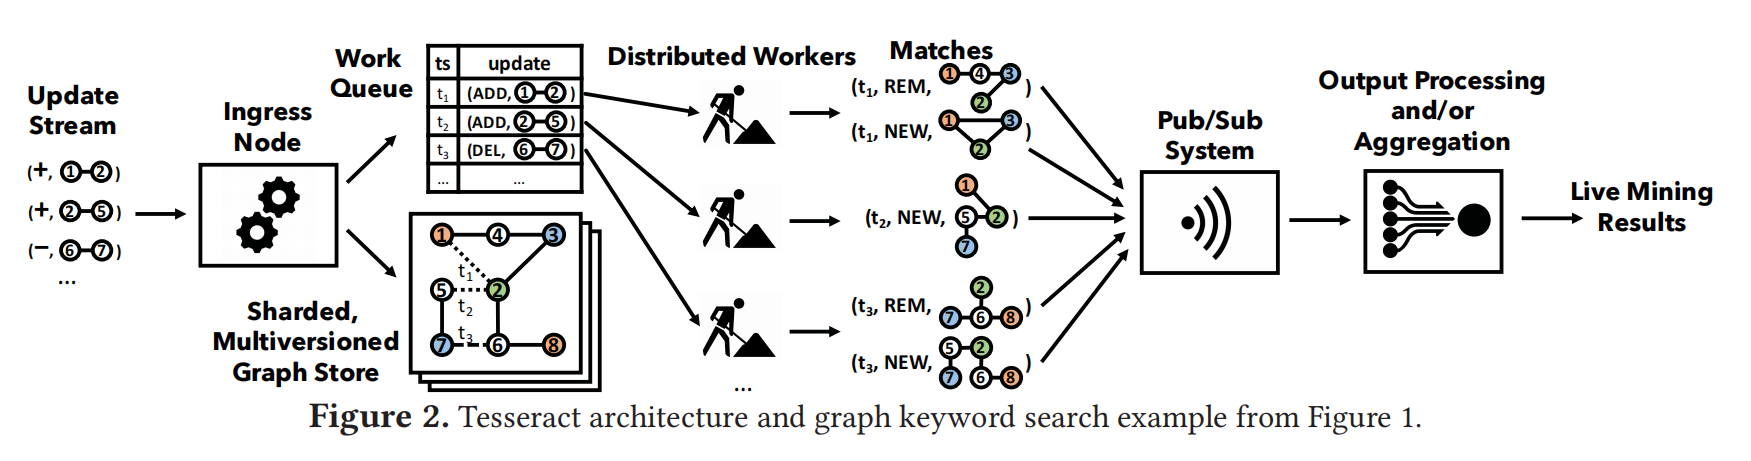 Update
Stream
(+, 1 2 )
(+, 2 5 )
(−, 6 7 )
...
Ingress
Node
Work
Queue
ts update
t1 (ADD, 1 2 )
t2 (ADD, 2 5 )
t3 (DEL, 6 7 )
... ...
Sharded,
Multiversioned
Graph Store
1 4 3
t1
5 2
t2
t3
7 6 8
Distributed Workers
...
Matches
(t1, REM, 1 4 3 2 )
(t1, NEW, 1 3 2 )
(t2, NEW, 1 5 2 7 )
(t3, REM, 2 7 6 8 )
(t3, NEW, 5 2 7 6 8 )
Pub/Sub
System
Output Processing
and/or
Aggregation
Live Mining
Results
Figure 2. Tesseract architecture and graph keyword search example from Figure 1.